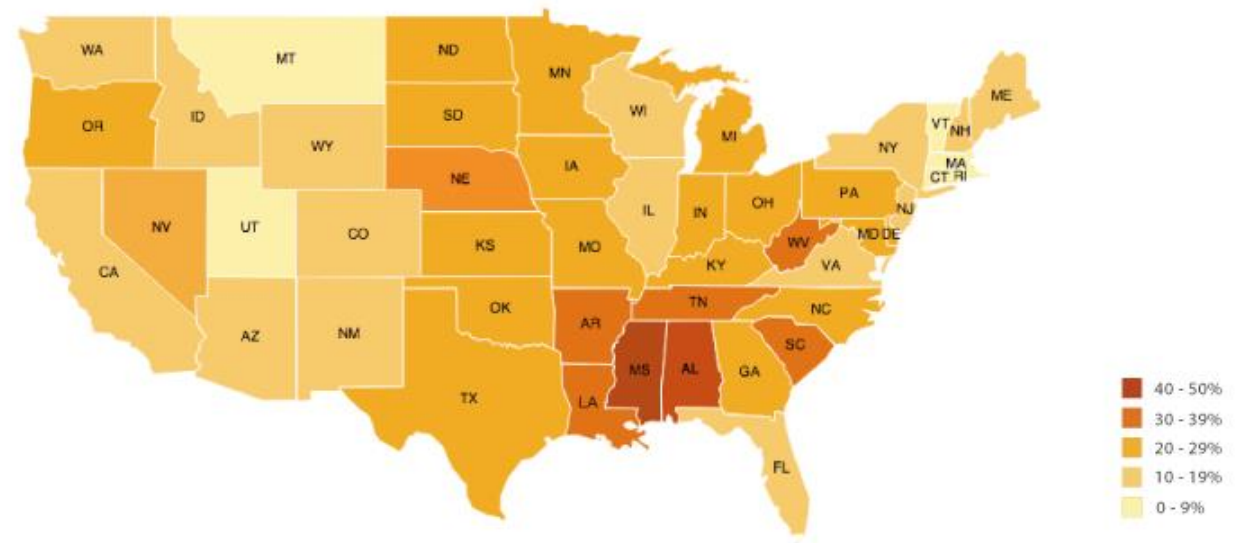 WA
MT
ND
MN
ME
OR
ID
SD
WI
VT
NH
WY
MI
NY
MA
CT
RI
NE
IA
PA
NV
UT
CO
IL
IN
OH
NJ
MD
DE
WV
CA
KS
MO
KY
VA
TN
NC
OK
AR
AZ
NM
SC
MS
AL
GA
TX
LA
FL
40 - 50%
30 - 39%
20 - 29%
10 - 19%
0 - 9%